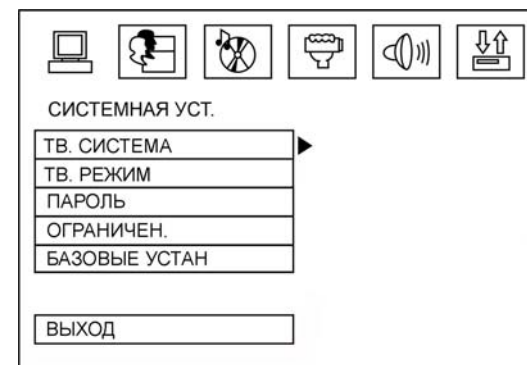 СИСТЕМНАЯ УСТ.
ТВ. СИСТЕМА
ТВ. РЕЖИМ
ПАРОЛЬ
ОГРАНИЧЕН.
БАЗОВЫЕ УСТАН
ВЫХОД